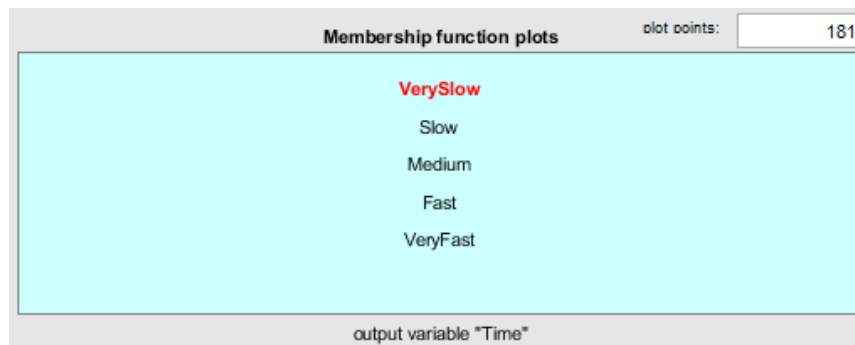 Membership function plots
plot points: 181
VerySlow
Slow
Medium
Fast
VeryFast
output variable "Time"